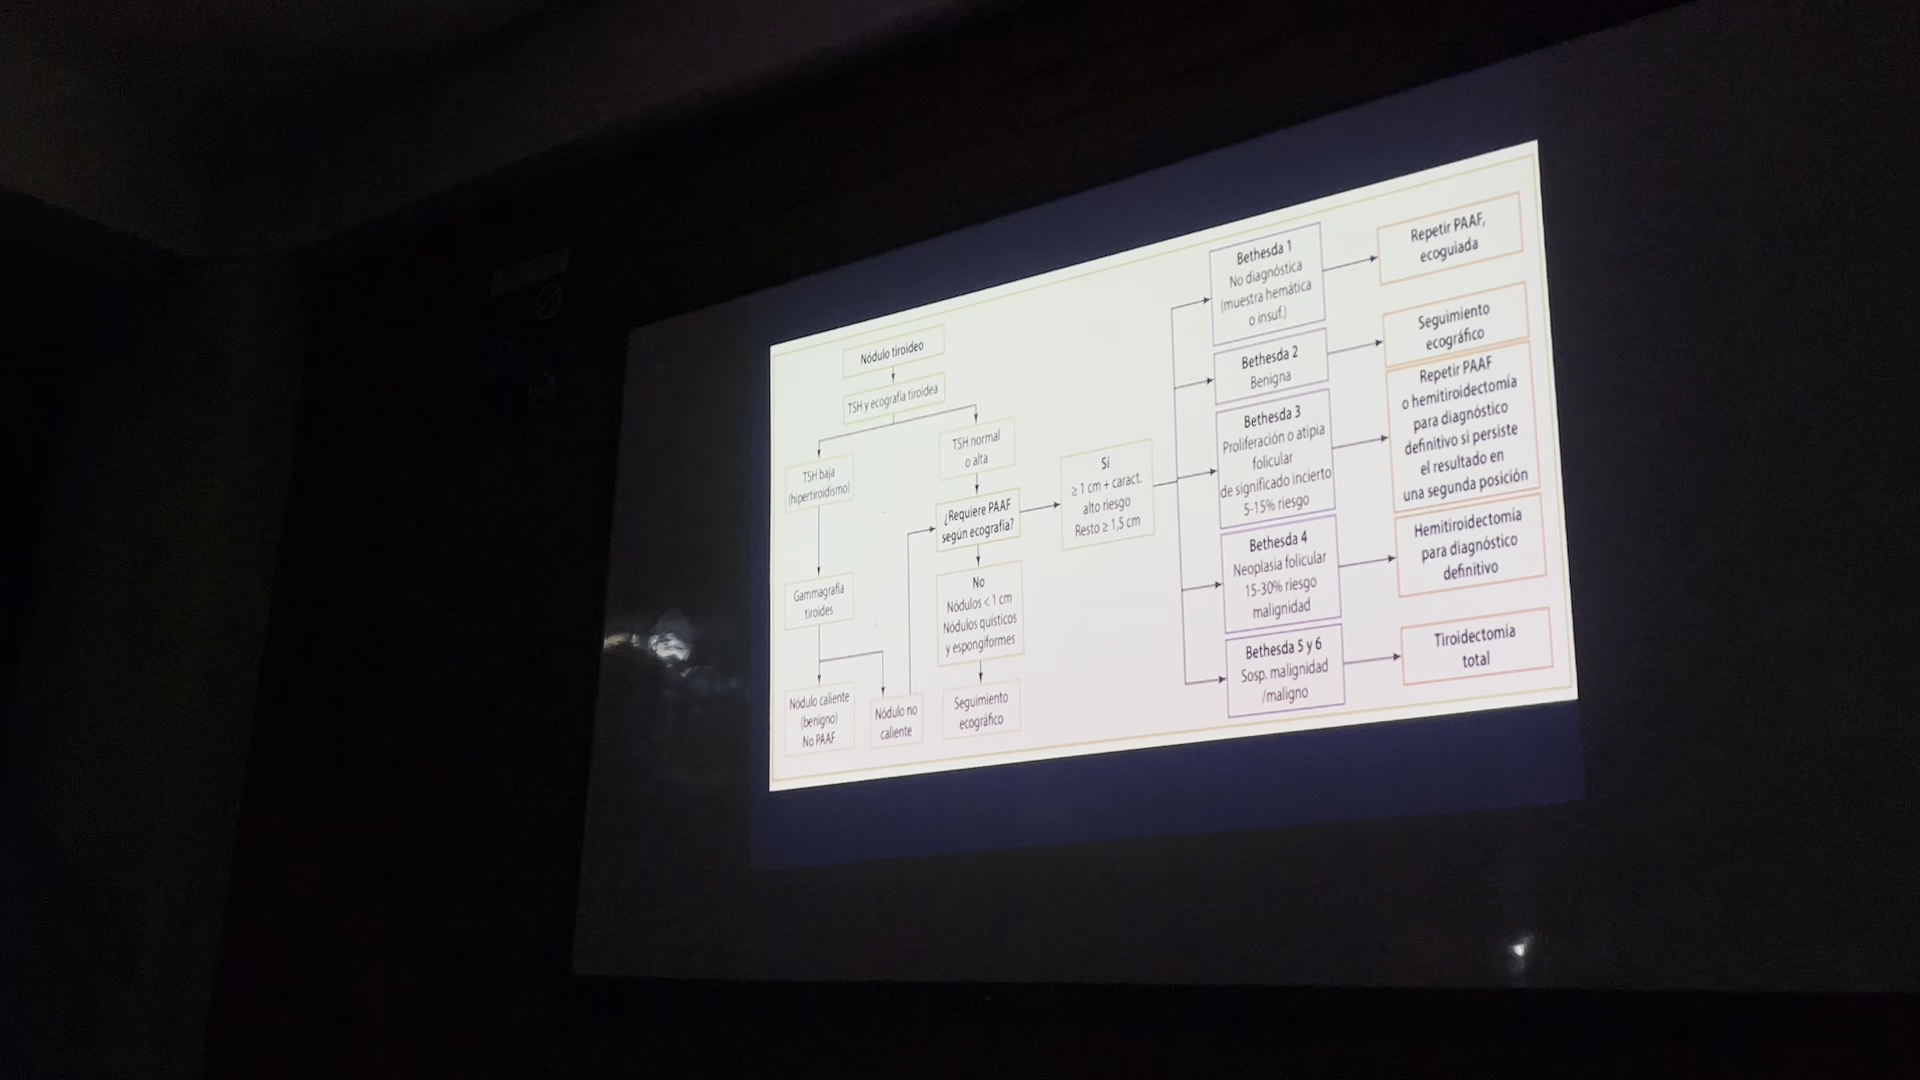 Nódulo tiroideo
TSH y ecografía tiroidea
TSH baja
(hipertiroidismo)
TSH normal
o alta
Gammagrafía
tiroides
Nódulo caliente
(benigno)
No PAAF
Nódulo no
caliente
¿Requiere PAAF
según ecografía?
No
Nódulos < 1 cm
Nódulos quísticos
y espongiformes
Seguimiento
ecográfico
Sí
≥ 1 cm + caract.
alto riesgo
Resto ≥ 1,5 cm
Bethesda 1
No diagnóstica
(muestra hemática
o insuf.)
Repetir PAAF,
ecoguiada
Bethesda 2
Benigna
Seguimiento
ecográfico
Bethesda 3
Proliferación o atipia
folicular
de significado incierto
5-15% riesgo
Repetir PAAF
o hemitiroidectomía
para diagnóstico
definitivo si persiste
el resultado en
una segunda posición
Bethesda 4
Neoplasia folicular
15-30% riesgo
malignidad
Hemitiroidectomía
para diagnóstico
definitivo
Bethesda 5 y 6
Sosp. malignidad
/maligno
Tiroidectomía
total